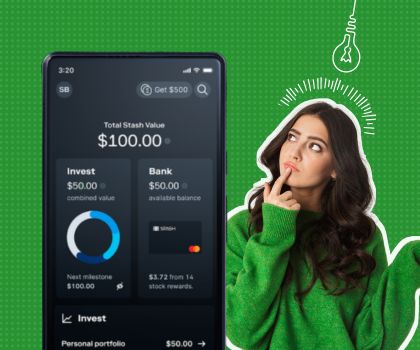 3:20
SB
Get $500
Total Stash Value
$100.00
Invest
$50.00
combined value
Next milestone
$100.00
Bank
$50.00
available balance
$3.72 from 14
stock rewards.
Invest
Personal portfolio
$50.00 →